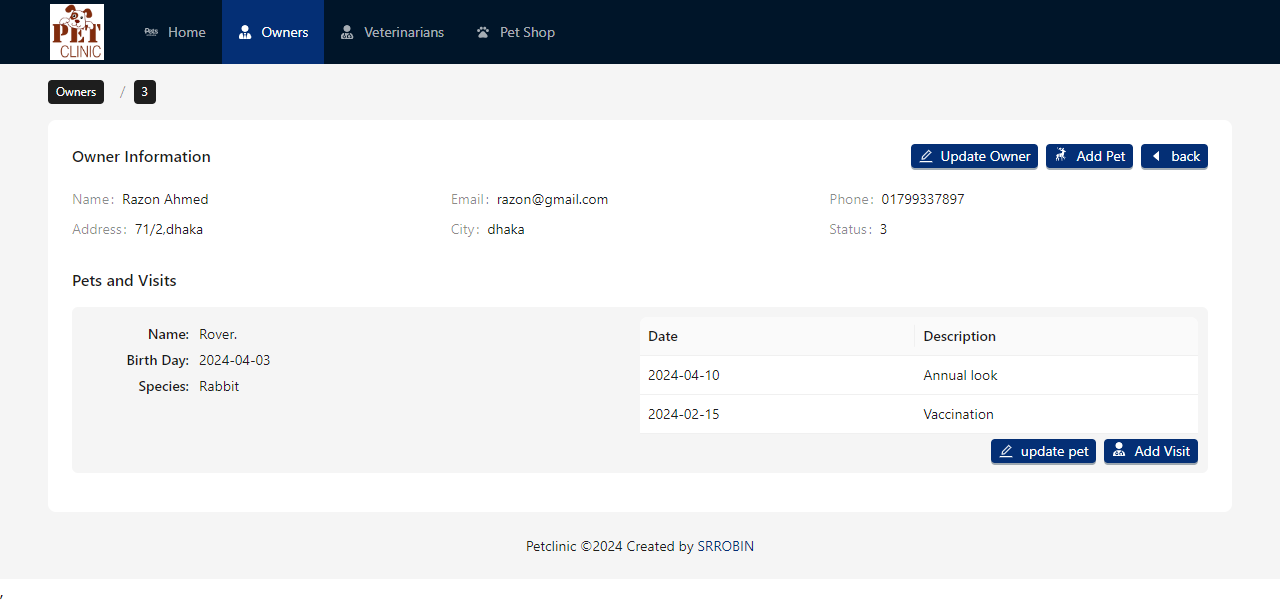 PET
CLINIC
Pets Home Owners Veterinarians Pet Shop
Owners / 3
Owner Information Update Owner Add Pet back
Name: Razon Ahmed Email: razon@gmail.com Phone: 01799337897
Address: 71/2,dhaka City: dhaka Status: 3
Pets and Visits
Name: Rover.
Birth Day: 2024-04-03
Species: Rabbit
Date Description
2024-04-10 Annual look
2024-02-15 Vaccination
update pet Add Visit
Petclinic ©2024 Created by SRROBIN
,